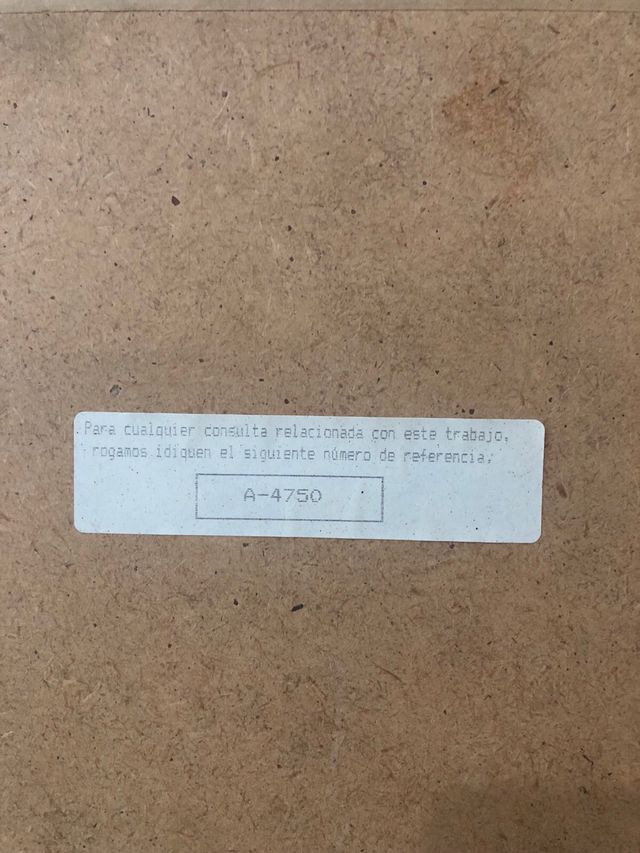 Para cualquier consulta relacionada con este trabajo,
rogamos idiquen el siguiente número de referencia,
A-4750